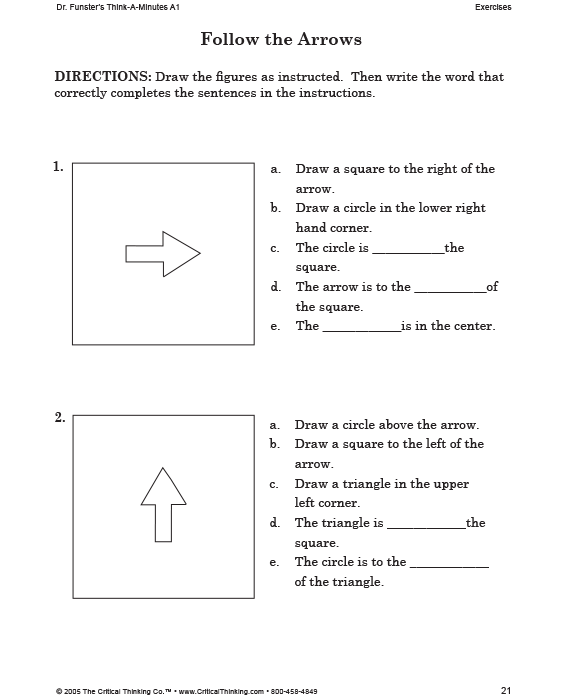 Dr. Funster's Think-A-Minutes A1 Exercises
Follow the Arrows
DIRECTIONS: Draw the figures as instructed. Then write the word that
correctly completes the sentences in the instructions.
1.
a. Draw a square to the right of the
arrow.
b. Draw a circle in the lower right
hand corner.
c. The circle is ___________the
square.
d. The arrow is to the ___________of
the square.
e. The ____________is in the center.
2.
a. Draw a circle above the arrow.
b. Draw a square to the left of the
arrow.
c. Draw a triangle in the upper
left corner.
d. The triangle is ____________the
square.
e. The circle is to the ____________
of the triangle.
© 2005 The Critical Thinking Co.™ • www.CriticalThinking.com • 800-458-4849 21